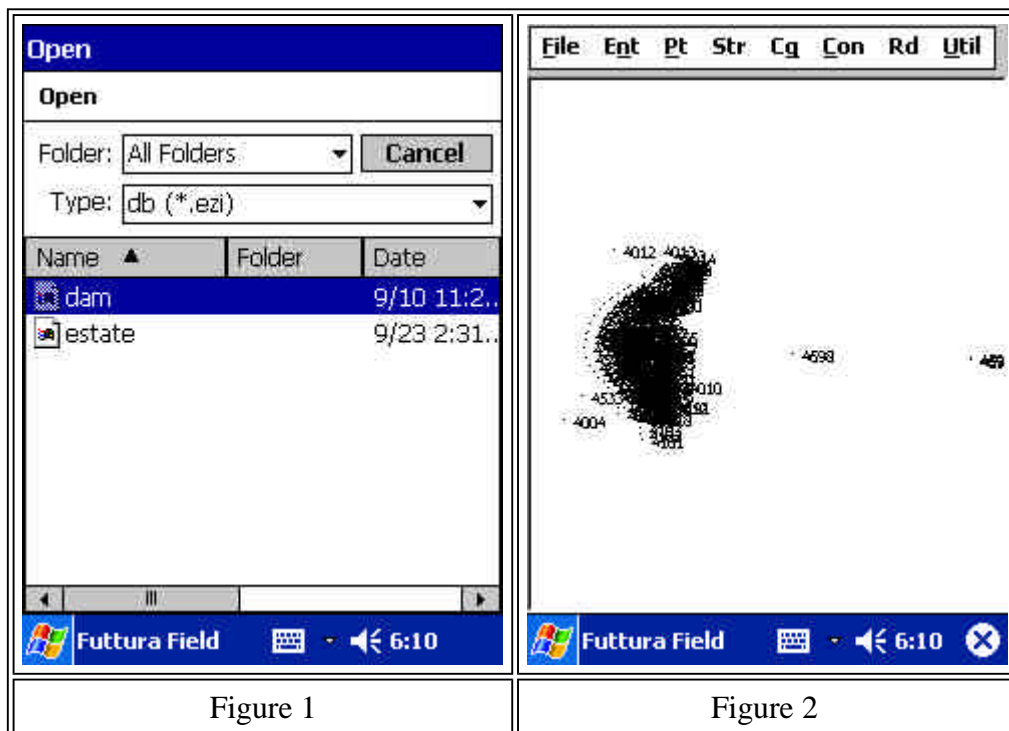 Open
Open
Folder: All Folders Cancel
Type: db (*.ezi)
Name Folder Date
dam 9/10 11:2..
estate 9/23 2:31..
Futtura Field 6:10
Figure 1
File Ent Pt Str Cg Con Rd Util
4012
4598
4010
4004
Futtura Field 6:10
Figure 2